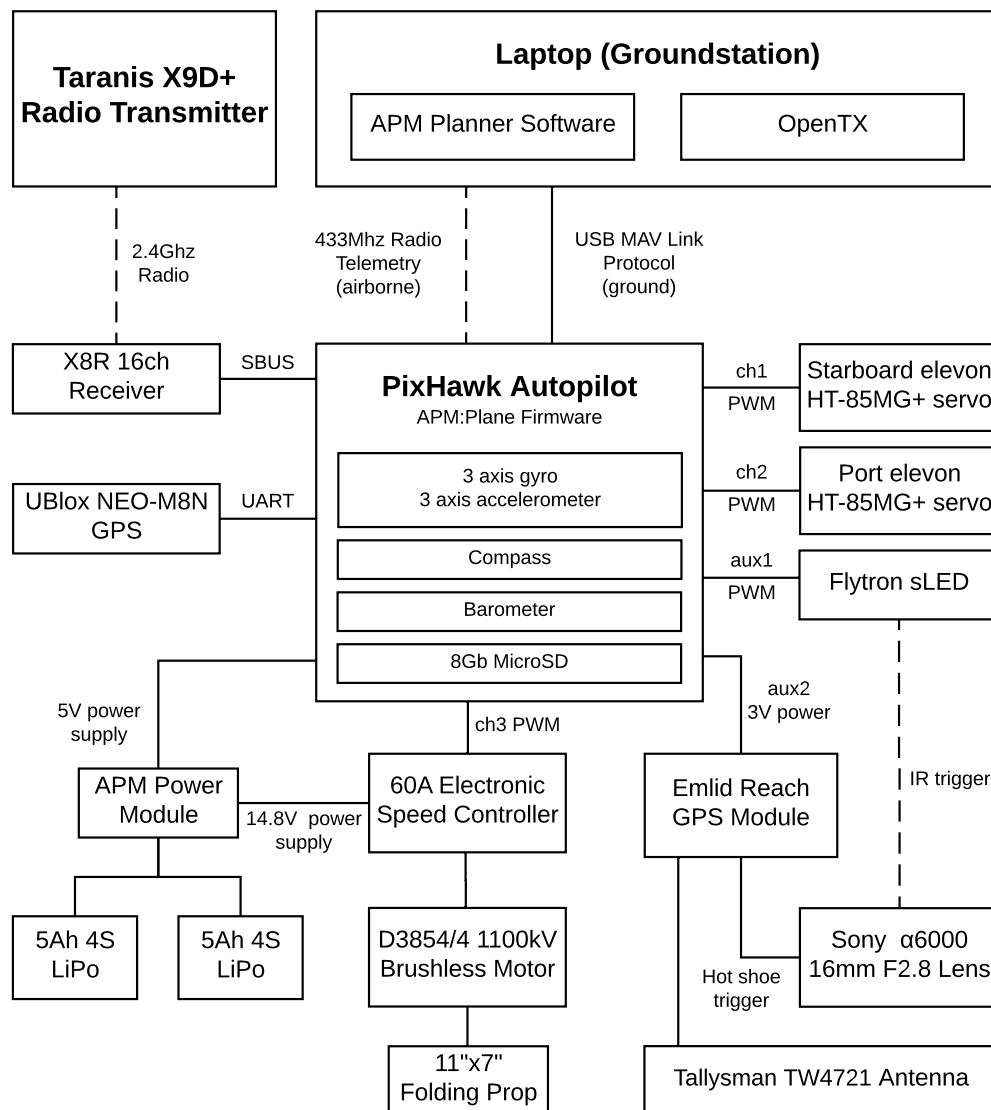 Taranis X9D+
Radio Transmitter
Laptop (Groundstation)
APM Planner Software
OpenTX
2.4Ghz
Radio
433Mhz Radio
Telemetry
(airborne)
USB MAV Link
Protocol
(ground)
X8R 16ch
Receiver
SBUS
PixHawk Autopilot
APM:Plane Firmware
3 axis gyro
3 axis accelerometer
Compass
Barometer
8Gb MicroSD
ch1
PWM
Starboard elevon
HT-85MG+ servo
UBlox NEO-M8N
GPS
UART
ch2
PWM
Port elevon
HT-85MG+ servo
aux1
PWM
Flytron sLED
5V power
supply
ch3 PWM
aux2
3V power
APM Power
Module
14.8V power
supply
60A Electronic
Speed Controller
Emlid Reach
GPS Module
IR trigger
5Ah 4S
LiPo
5Ah 4S
LiPo
D3854/4 1100kV
Brushless Motor
Hot shoe
trigger
Sony α6000
16mm F2.8 Lens
11"x7"
Folding Prop
Tallysman TW4721 Antenna